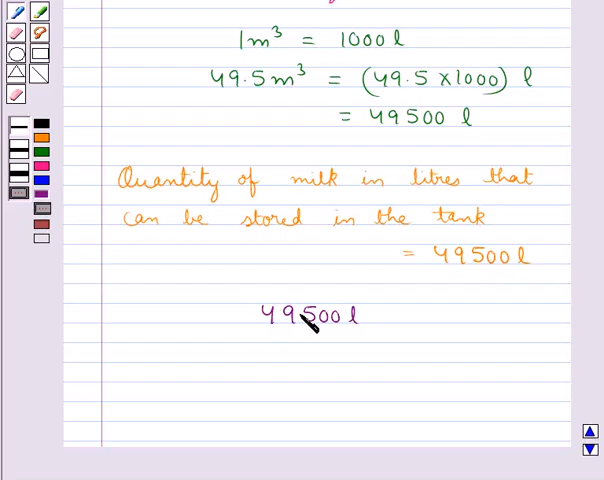 1m³ = 1000 l
49.5m³ = (49.5 × 1000) l
= 49500 l
Quantity of milk in litres that
can be stored in the tank
= 49500 l
49500 l